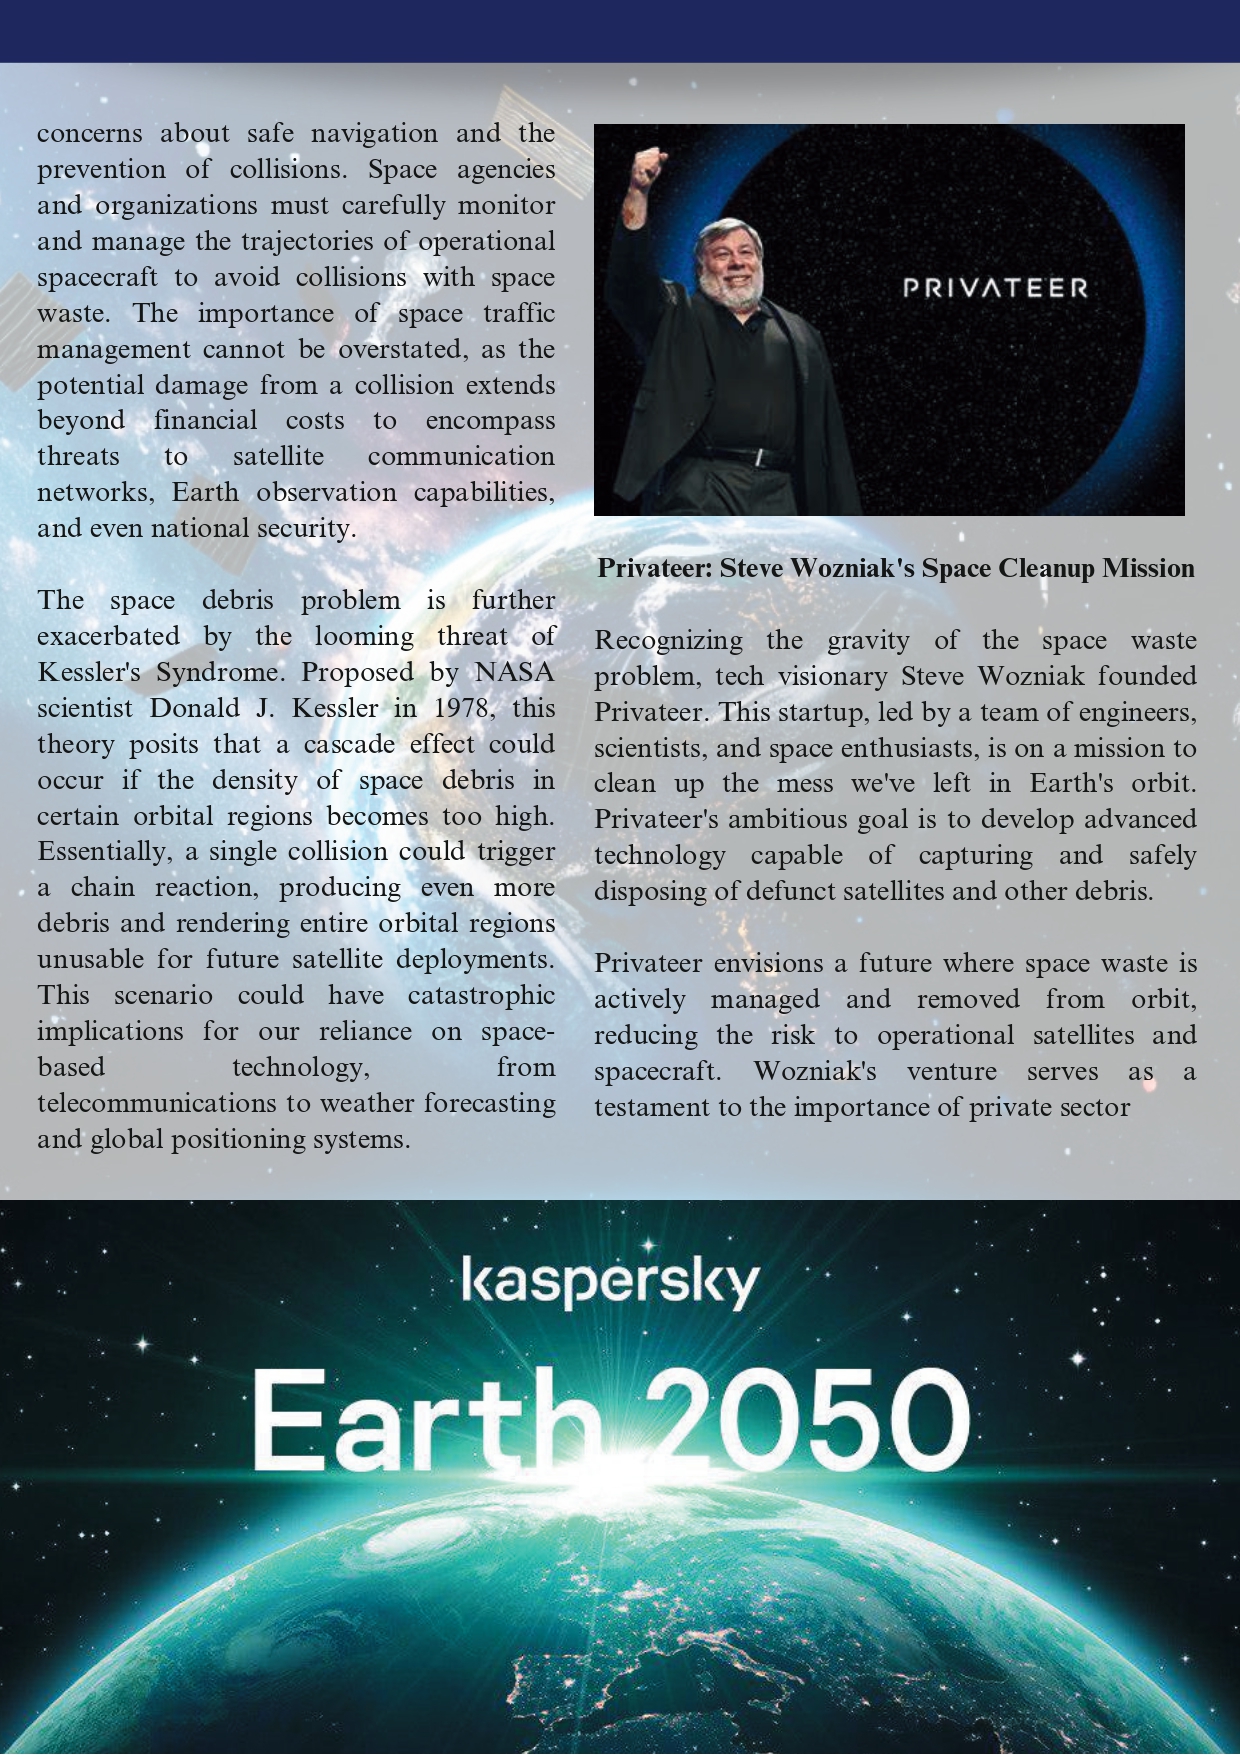 concerns about safe navigation and the
prevention of collisions. Space agencies
and organizations must carefully monitor
and manage the trajectories of operational
spacecraft to avoid collisions with space
waste. The importance of space traffic
management cannot be overstated, as the
potential damage from a collision extends
beyond financial costs to encompass
threats to satellite communication
networks, Earth observation capabilities,
and even national security.
The space debris problem is further
exacerbated by the looming threat of
Kessler's Syndrome. Proposed by NASA
scientist Donald J. Kessler in 1978, this
theory posits that a cascade effect could
occur if the density of space debris in
certain orbital regions becomes too high.
Essentially, a single collision could trigger
a chain reaction, producing even more
debris and rendering entire orbital regions
unusable for future satellite deployments.
This scenario could have catastrophic
implications for our reliance on space-
based technology, from
telecommunications to weather forecasting
and global positioning systems.
PRIVATEER
Privateer: Steve Wozniak's Space Cleanup Mission
Recognizing the gravity of the space waste
problem, tech visionary Steve Wozniak founded
Privateer. This startup, led by a team of engineers,
scientists, and space enthusiasts, is on a mission to
clean up the mess we've left in Earth's orbit.
Privateer's ambitious goal is to develop advanced
technology capable of capturing and safely
disposing of defunct satellites and other debris.
Privateer envisions a future where space waste is
actively managed and removed from orbit,
reducing the risk to operational satellites and
spacecraft. Wozniak's venture serves as a
testament to the importance of private sector
kaspersky
Earth 2050